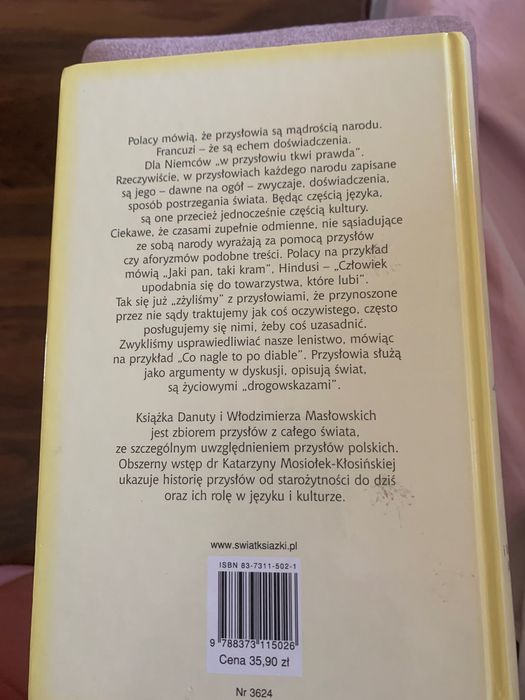 Polacy mówią, że przysłowia są mądrością narodu.
Francuzi – że są echem doświadczenia.
Dla Niemców „w przysłowiu tkwi prawda".
Rzeczywiście, w przysłowiach każdego narodu zapisane
są jego – dawne na ogół – zwyczaje, doświadczenia,
sposób postrzegania świata. Będąc częścią języka,
są one przecież jednocześnie częścią kultury.
Ciekawe, że czasami zupełnie odmienne, nie sąsiadujące
ze sobą narody wyrażają za pomocą przysłów
czy aforyzmów podobne treści. Polacy na przykład
mówią „Jaki pan, taki kram". Hindusi – „Człowiek
upodabnia się do towarzystwa, które lubi".
Tak się już „zżyliśmy" z przysłowiami, że przynoszone
przez nie sądy traktujemy jak coś oczywistego, często
posługujemy się nimi, żeby coś uzasadnić.
Zwykliśmy usprawiedliwiać nasze lenistwo, mówiąc
na przykład „Co nagle to po diable". Przysłowia służą
jako argumenty w dyskusji, opisują świat,
są życiowymi „drogowskazami".
Książka Danuty i Włodzimierza Masłowskich
jest zbiorem przysłów z całego świata,
ze szczególnym uwzględnieniem przysłów polskich.
Obszerny wstęp dr Katarzyny Mosiołek-Kłosińskiej
ukazuje historię przysłów od starożytności do dziś
oraz ich rolę w języku i kulturze.
www.swiatksiazki.pl
ISBN 83-7311-502-1
9 788373 115026
Cena 35,90 zł
Nr 3624